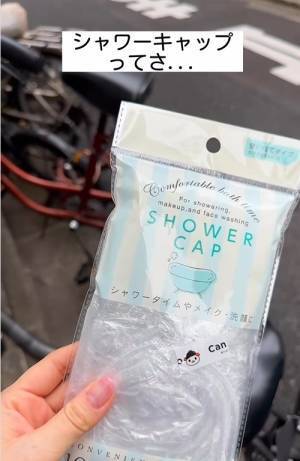 シャワーキャップ
ってさ...
Comfortable bath time
For showering,
makeup,and face washing
SHOWER
CAP
シャワータイムやメイク・洗顔に
Can